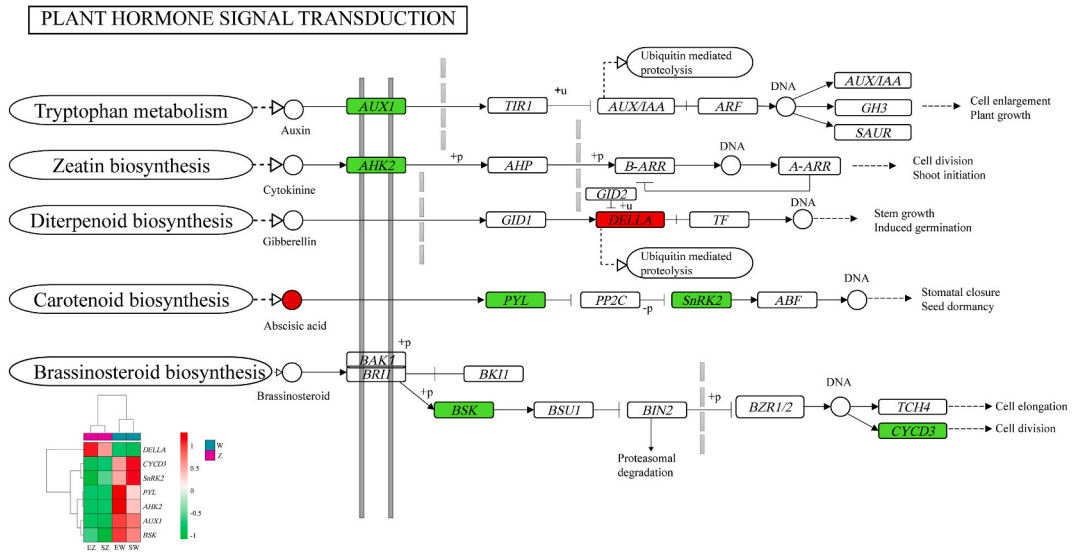 PLANT HORMONE SIGNAL TRANSDUCTION
Ubiquitin mediated
proteolysis
DNA
AUX/IAA
Tryptophan metabolism
Auxin
AUX1
TIR1
+u
AUX/IAA
ARF
GH3
SAUR
Cell enlargement
Plant growth
Zeatin biosynthesis
Cytokinine
AHK2
+p
AHP
+p
B-ARR
DNA
A-ARR
Cell division
Shoot initiation
GID2
+u
Diterpenoid biosynthesis
Gibberellin
GID1
DELLA
TF
DNA
Stem growth
Induced germination
Ubiquitin mediated
proteolysis
Carotenoid biosynthesis
Abscisic acid
PYL
PP2C
-p
SnRK2
ABF
DNA
Stomatal closure
Seed dormancy
Brassinosteroid biosynthesis
Brassinosteroid
+p
BAK1
BRI1
BKI1
+p
BSK
BSU1
BIN2
+p
BZR1/2
DNA
TCH4
Cell elongation
CYCD3
Cell division
Proteasomal
degradation
DELLA
CYCD3
SnRK2
PYL
AHK2
AUX1
BSK
EZ SZ EW SW
1
0.5
0
-0.5
-1
W
Z